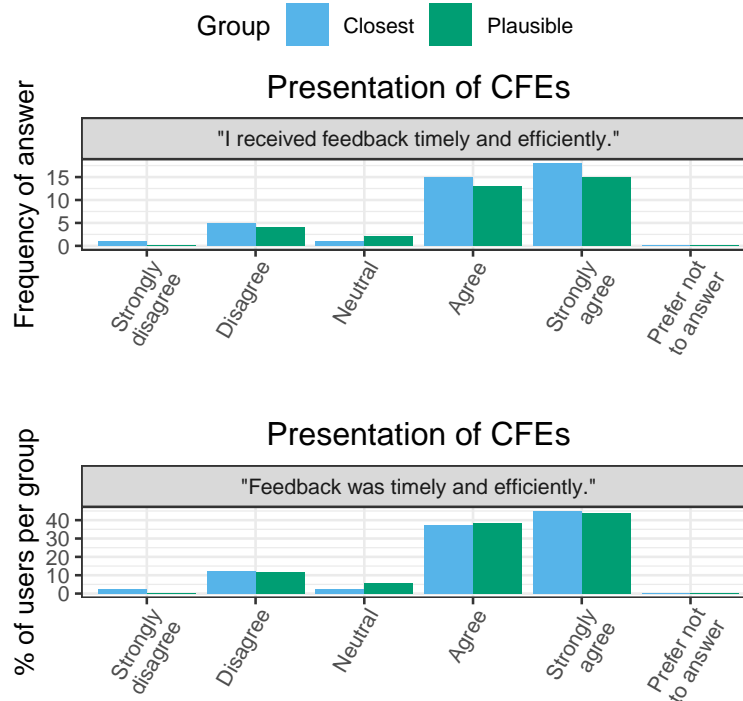 Group Closest Plausible
Presentation of CFEs
"I received feedback timely and efficiently."
Frequency of answer
15
10
5
0
Strongly
disagree
Disagree
Neutral
Agree
Strongly
agree
Prefer not
to answer
Presentation of CFEs
"Feedback was timely and efficiently."
% of users per group
40
30
20
10
0
Strongly
disagree
Disagree
Neutral
Agree
Strongly
agree
Prefer not
to answer